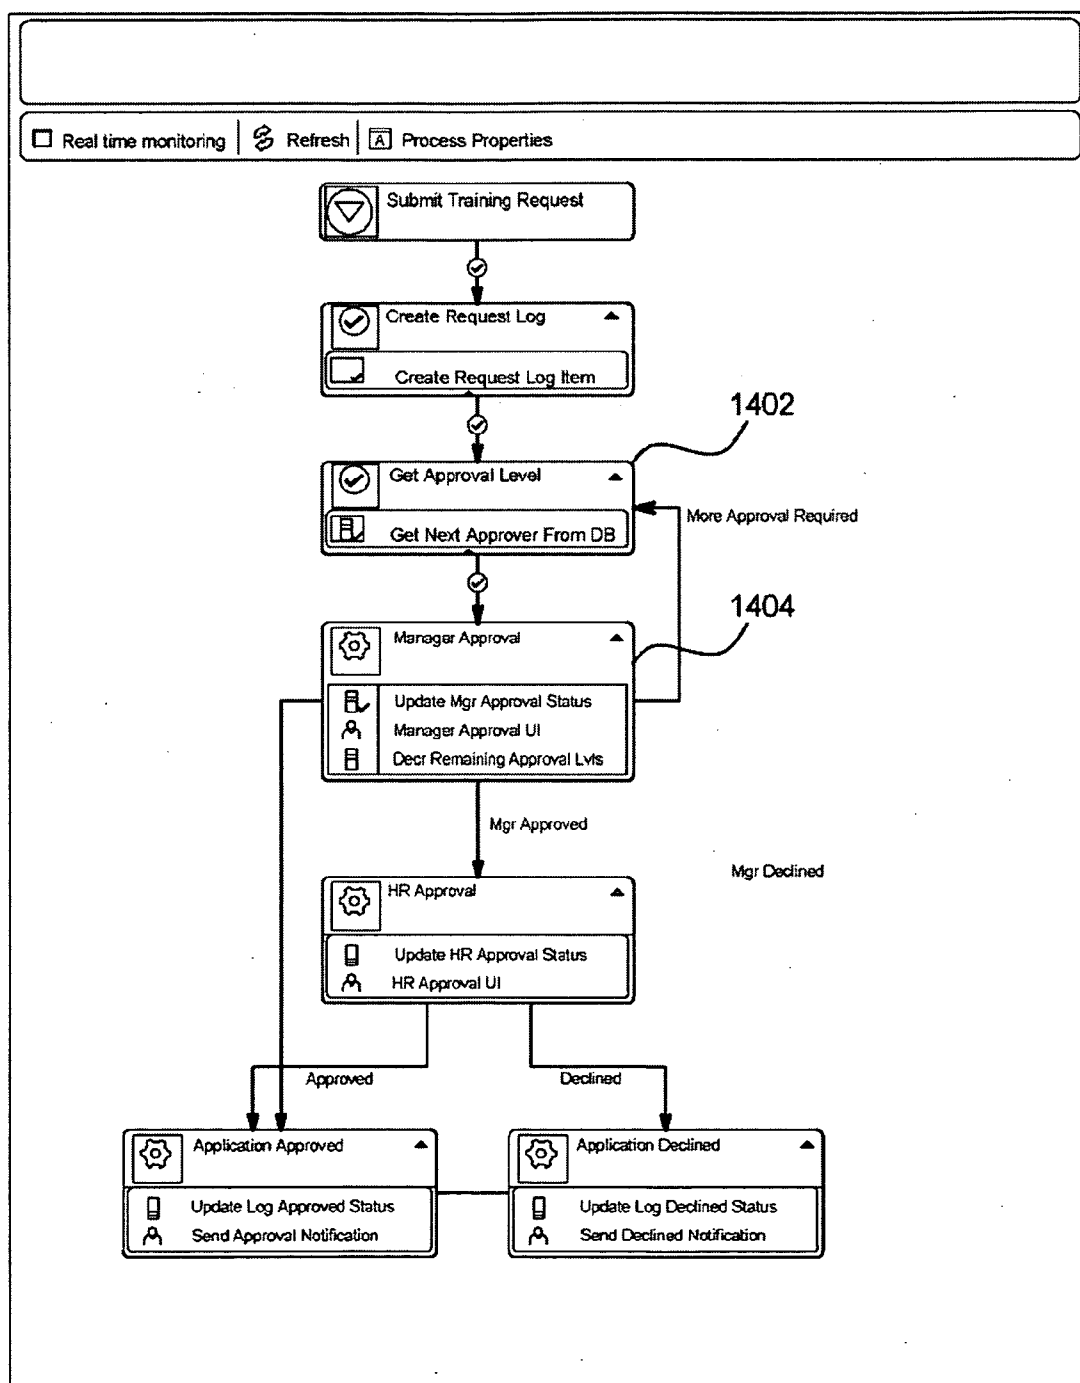 Real time monitoring Refresh A Process Properties
Submit Training Request
Create Request Log
Create Request Log Item
1402
Get Approval Level
More Approval Required
Get Next Approver From DB
1404
Manager Approval
Update Mgr Approval Status
Manager Approval UI
Decr Remaining Approval Lvls
Mgr Approved
Mgr Declined
HR Approval
Update HR Approval Status
HR Approval UI
Approved
Declined
Application Approved
Application Declined
Update Log Approved Status
Update Log Declined Status
Send Approval Notification
Send Declined Notification